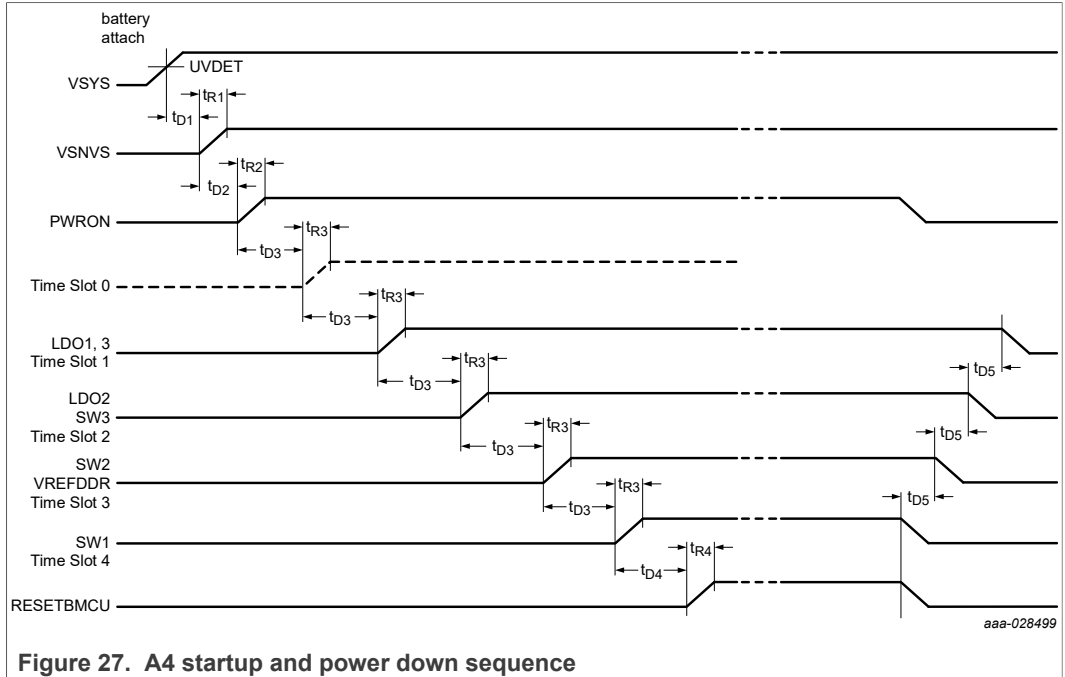 battery
attach
UVDET
VSYS
tR1
tD1
VSNVS
tR2
tD2
PWRON
tR3
tD3
Time Slot 0
tR3
tD3
LDO1, 3
Time Slot 1
tR3
tD5
tD3
LDO2
SW3
Time Slot 2
tR3
tD5
tD3
SW2
VREFDDR
Time Slot 3
tR3
tD5
tD3
SW1
Time Slot 4
tR4
tD4
RESETBMCU
aaa-028499
Figure 27. A4 startup and power down sequence